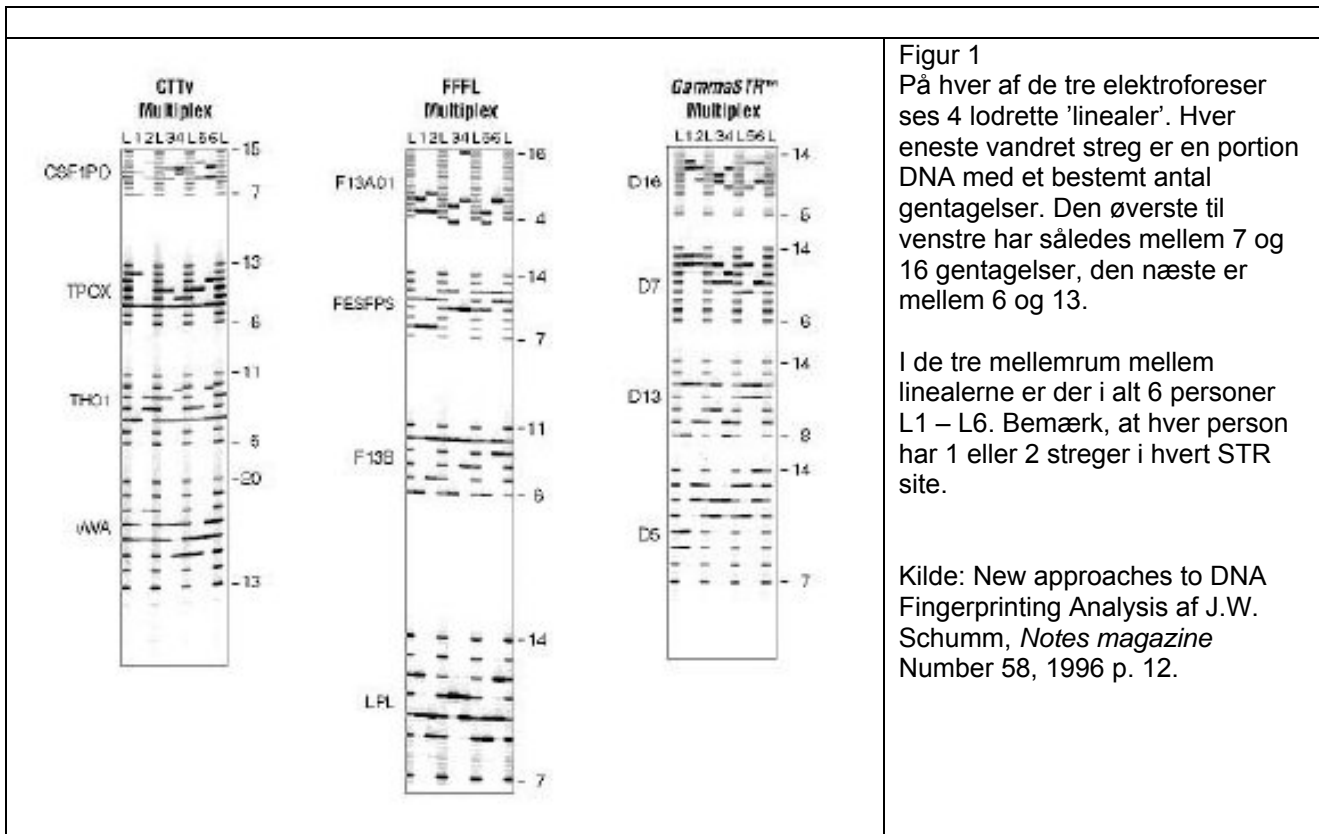 CTTv
Multiplex
L 1 2 L 3 4 L 5 6 L
CSF1PO
- 15
- 7
TPOX
- 13
- 6
TH01
- 11
- 5
vWA
- 20
- 13
FFFL
Multiplex
L 1 2 L 3 4 L 5 6 L
F13A01
- 16
- 4
FESFPS
- 14
- 7
F13B
- 11
- 6
LPL
- 14
- 7
GammaSTR™
Multiplex
L 1 2 L 3 4 L 5 6 L
D16
- 14
- 5
D7
- 14
- 6
D13
- 14
- 8
D5
- 14
- 7
Figur 1
På hver af de tre elektroforeser
ses 4 lodrette ’linealer’. Hver
eneste vandret streg er en portion
DNA med et bestemt antal
gentagelser. Den øverste til
venstre har således mellem 7 og
16 gentagelser, den næste er
mellem 6 og 13.
I de tre mellemrum mellem
linealerne er der i alt 6 personer
L1 – L6. Bemærk, at hver person
har 1 eller 2 streger i hvert STR
site.
Kilde: New approaches to DNA
Fingerprinting Analysis af J.W.
Schumm, Notes magazine
Number 58, 1996 p. 12.